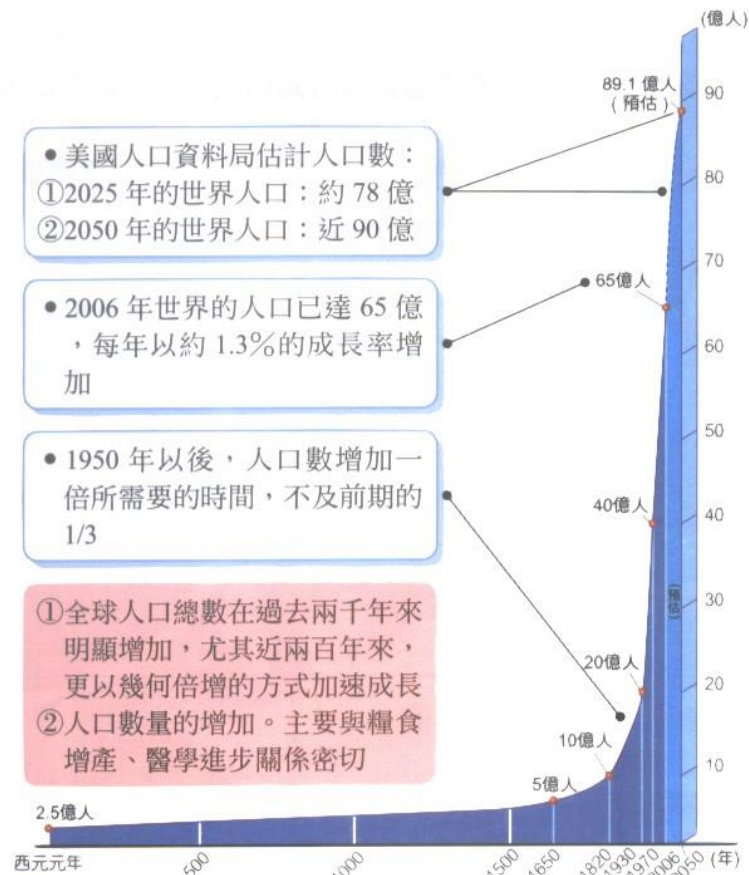 (億人)
89.1 億人
(預估)
90
80
70
60
50
40
30
20
10
● 美國人口資料局估計人口數：
①2025 年的世界人口：約 78 億
②2050 年的世界人口：近 90 億
● 2006 年世界的人口已達 65 億
，每年以約 1.3％的成長率增
加
● 1950 年以後，人口數增加一
倍所需要的時間，不及前期的
1/3
①全球人口總數在過去兩千年來
明顯增加，尤其近兩百年來，
更以幾何倍增的方式加速成長
②人口數量的增加。主要與糧食
增產、醫學進步關係密切
65億人
40億人
(預估)
20億人
10億人
5億人
2.5億人
西元元年
500
1000
1500
1650
1820
1930
1970
2006
2050
(年)